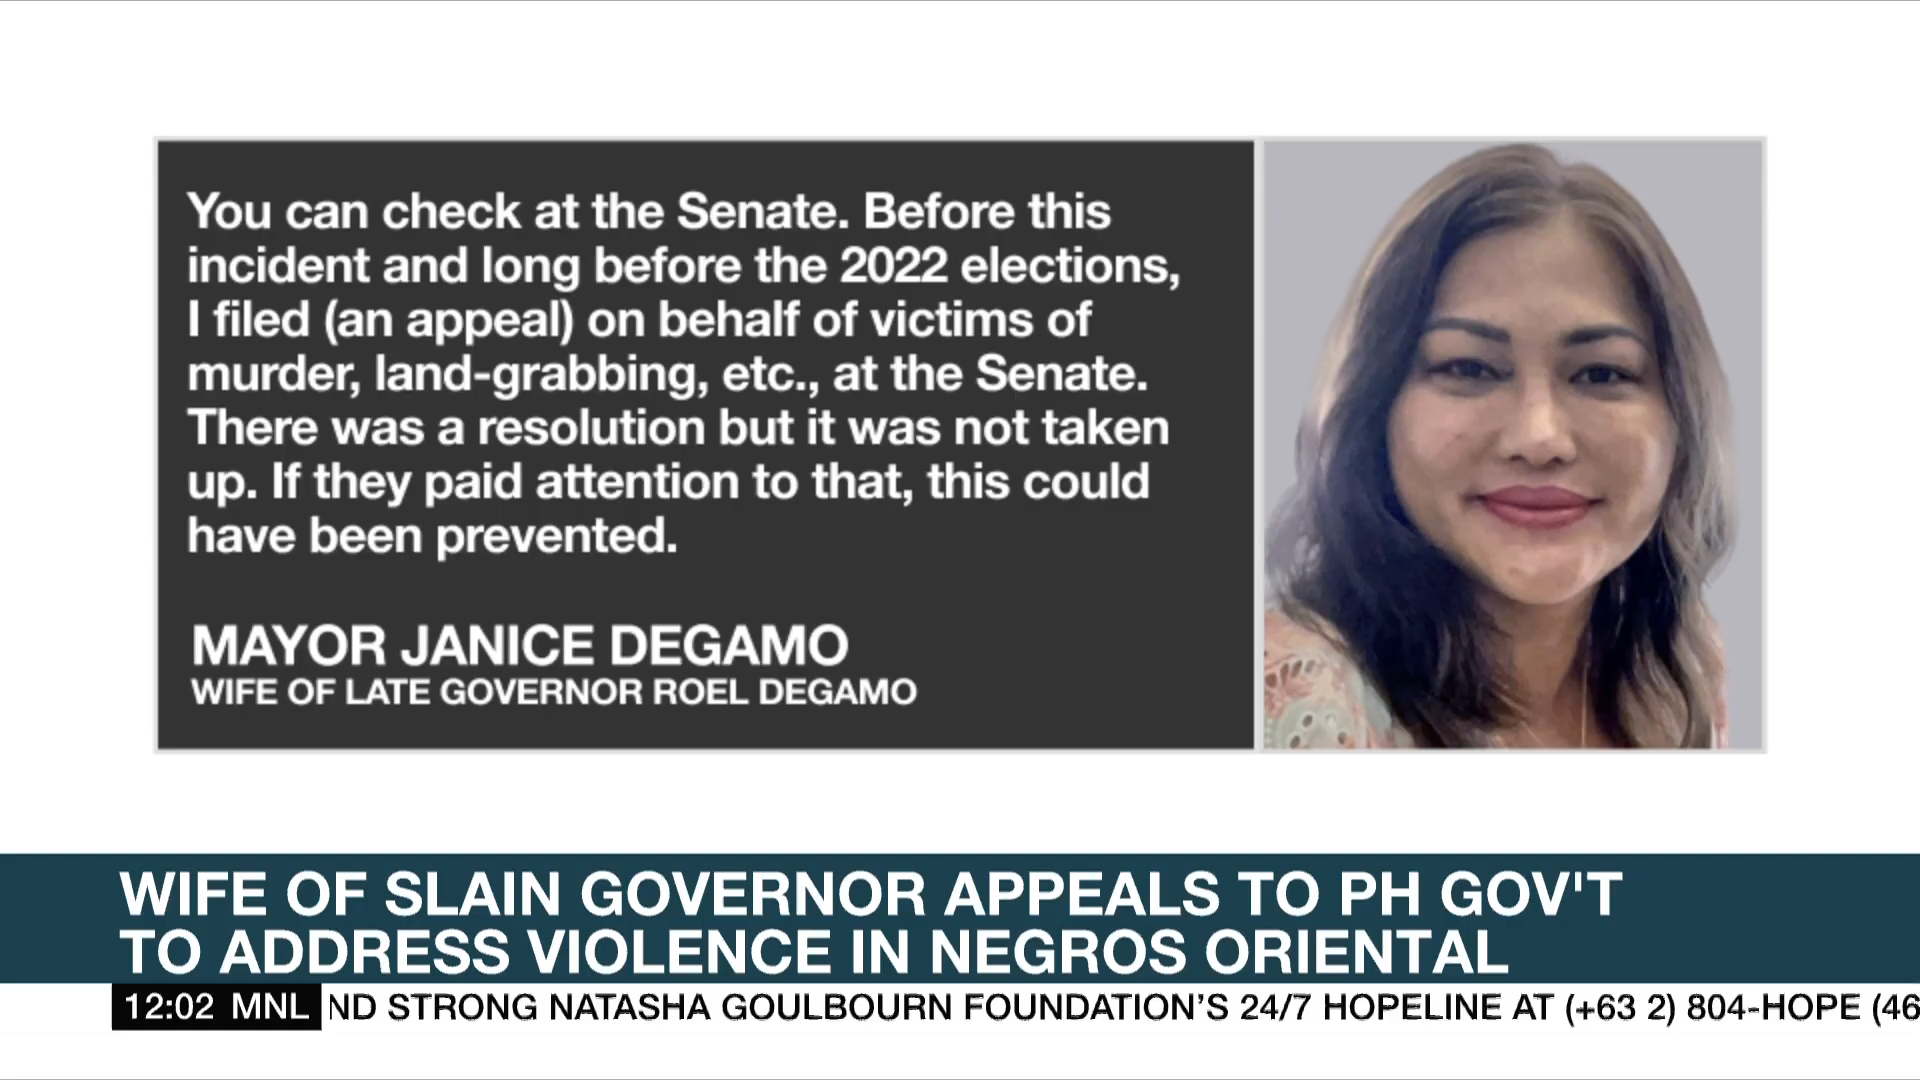 You can check at the Senate. Before this
incident and long before the 2022 elections,
I filed (an appeal) on behalf of victims of
murder, land-grabbing, etc., at the Senate.
There was a resolution but it was not taken
up. If they paid attention to that, this could
have been prevented.
MAYOR JANICE DEGAMO
WIFE OF LATE GOVERNOR ROEL DEGAMO
WIFE OF SLAIN GOVERNOR APPEALS TO PH GOV'T
TO ADDRESS VIOLENCE IN NEGROS ORIENTAL
12:02 MNL ND STRONG NATASHA GOULBOURN FOUNDATION’S 24/7 HOPELINE AT (+63 2) 804-HOPE (46